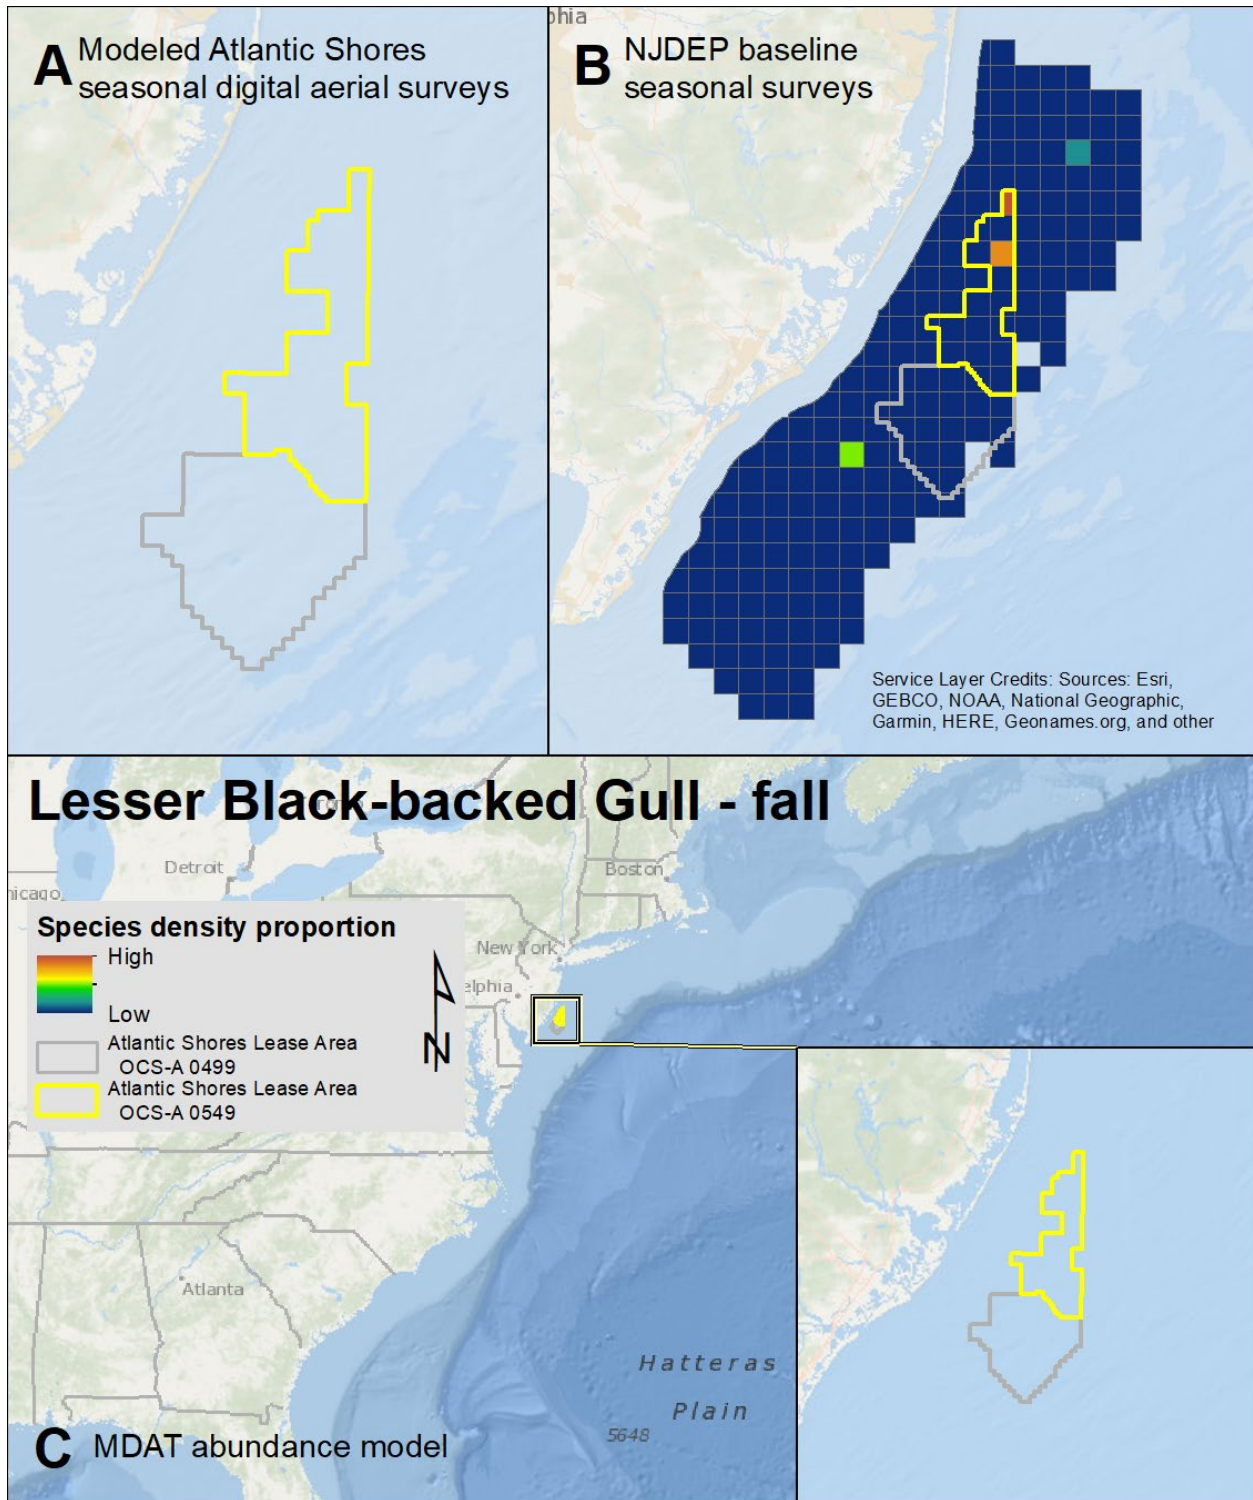 A Modeled Atlantic Shores
seasonal digital aerial surveys
phia
B NJDEP baseline
seasonal surveys
Service Layer Credits: Sources: Esri,
GEBCO, NOAA, National Geographic,
Garmin, HERE, Geonames.org, and other
Lesser Black-backed Gull - fall
Detroit
Boston
hicago
Species density proportion
High
Low
Atlantic Shores Lease Area
OCS-A 0499
Atlantic Shores Lease Area
OCS-A 0549
N
New York
elphia
Atlanta
Hatteras
Plain
5648
C MDAT abundance model